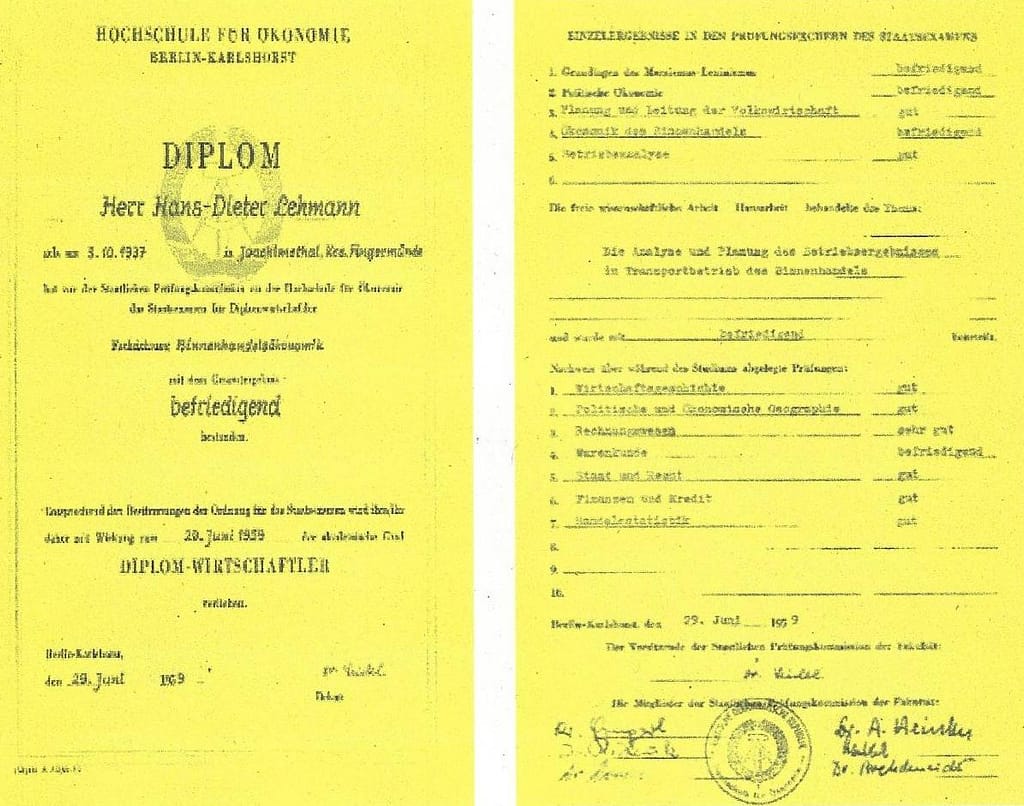 HOCHSCHULE FÜR ÖKONOMIE
BERLIN-KARLSHORST
DIPLOM
Herr Hans-Dieter Lehmann
geb. am 3.10.1937 in Joachimsthal, Krs. Angermünde
hat vor der Staatlichen Prüfungskommission an der Hochschule für Ökonomie
das Staatsexamen für Diplomwirtschaftler
Fachrichtung Binnenhandelsökonomik
mit dem Gesamtergebnis
befriedigend
bestanden.
Entsprechend den Bestimmungen der Ordnung für das Staatsexamen wird ihm/ihr
daher mit Wirkung vom 29. Juni 1959 der akademische Grad
DIPLOM-WIRTSCHAFTLER
verliehen.
Berlin-Karlshorst,
den 29. Juni 1959
Dekan
EINZELERGEBNISSE IN DEN PRÜFUNGSFÄCHERN DES STAATSEXAMENS
1. Grundlagen des Marxismus-Leninismus befriedigend
2. Politische Ökonomie befriedigend
3. Planung und Leitung der Volkswirtschaft gut
4. Ökonomik des Binnenhandels befriedigend
5. Betriebsanalyse gut
6.
Die freie wissenschaftliche Arbeit Hausarbeit behandelte das Thema:
Die Analyse und Planung des Betriebsergebnisses
im Transportbetrieb des Binnenhandels
und wurde mit befriedigend beurteilt.
Nachweis über während des Studiums abgelegte Prüfungen:
1. Wirtschaftsgeschichte gut
2. Politische und Ökonomische Geographie gut
3. Rechnungswesen sehr gut
4. Warenkunde befriedigend
5. Staat und Recht gut
6. Finanzen und Kredit gut
7. Handelsstatistik gut
8.
9.
10.
Berlin-Karlshorst, den 29. Juni 1959
Der Vorsitzende der Staatlichen Prüfungskommission der Fakultät:
Die Mitglieder der Staatlichen Prüfungskommission der Fakultät: